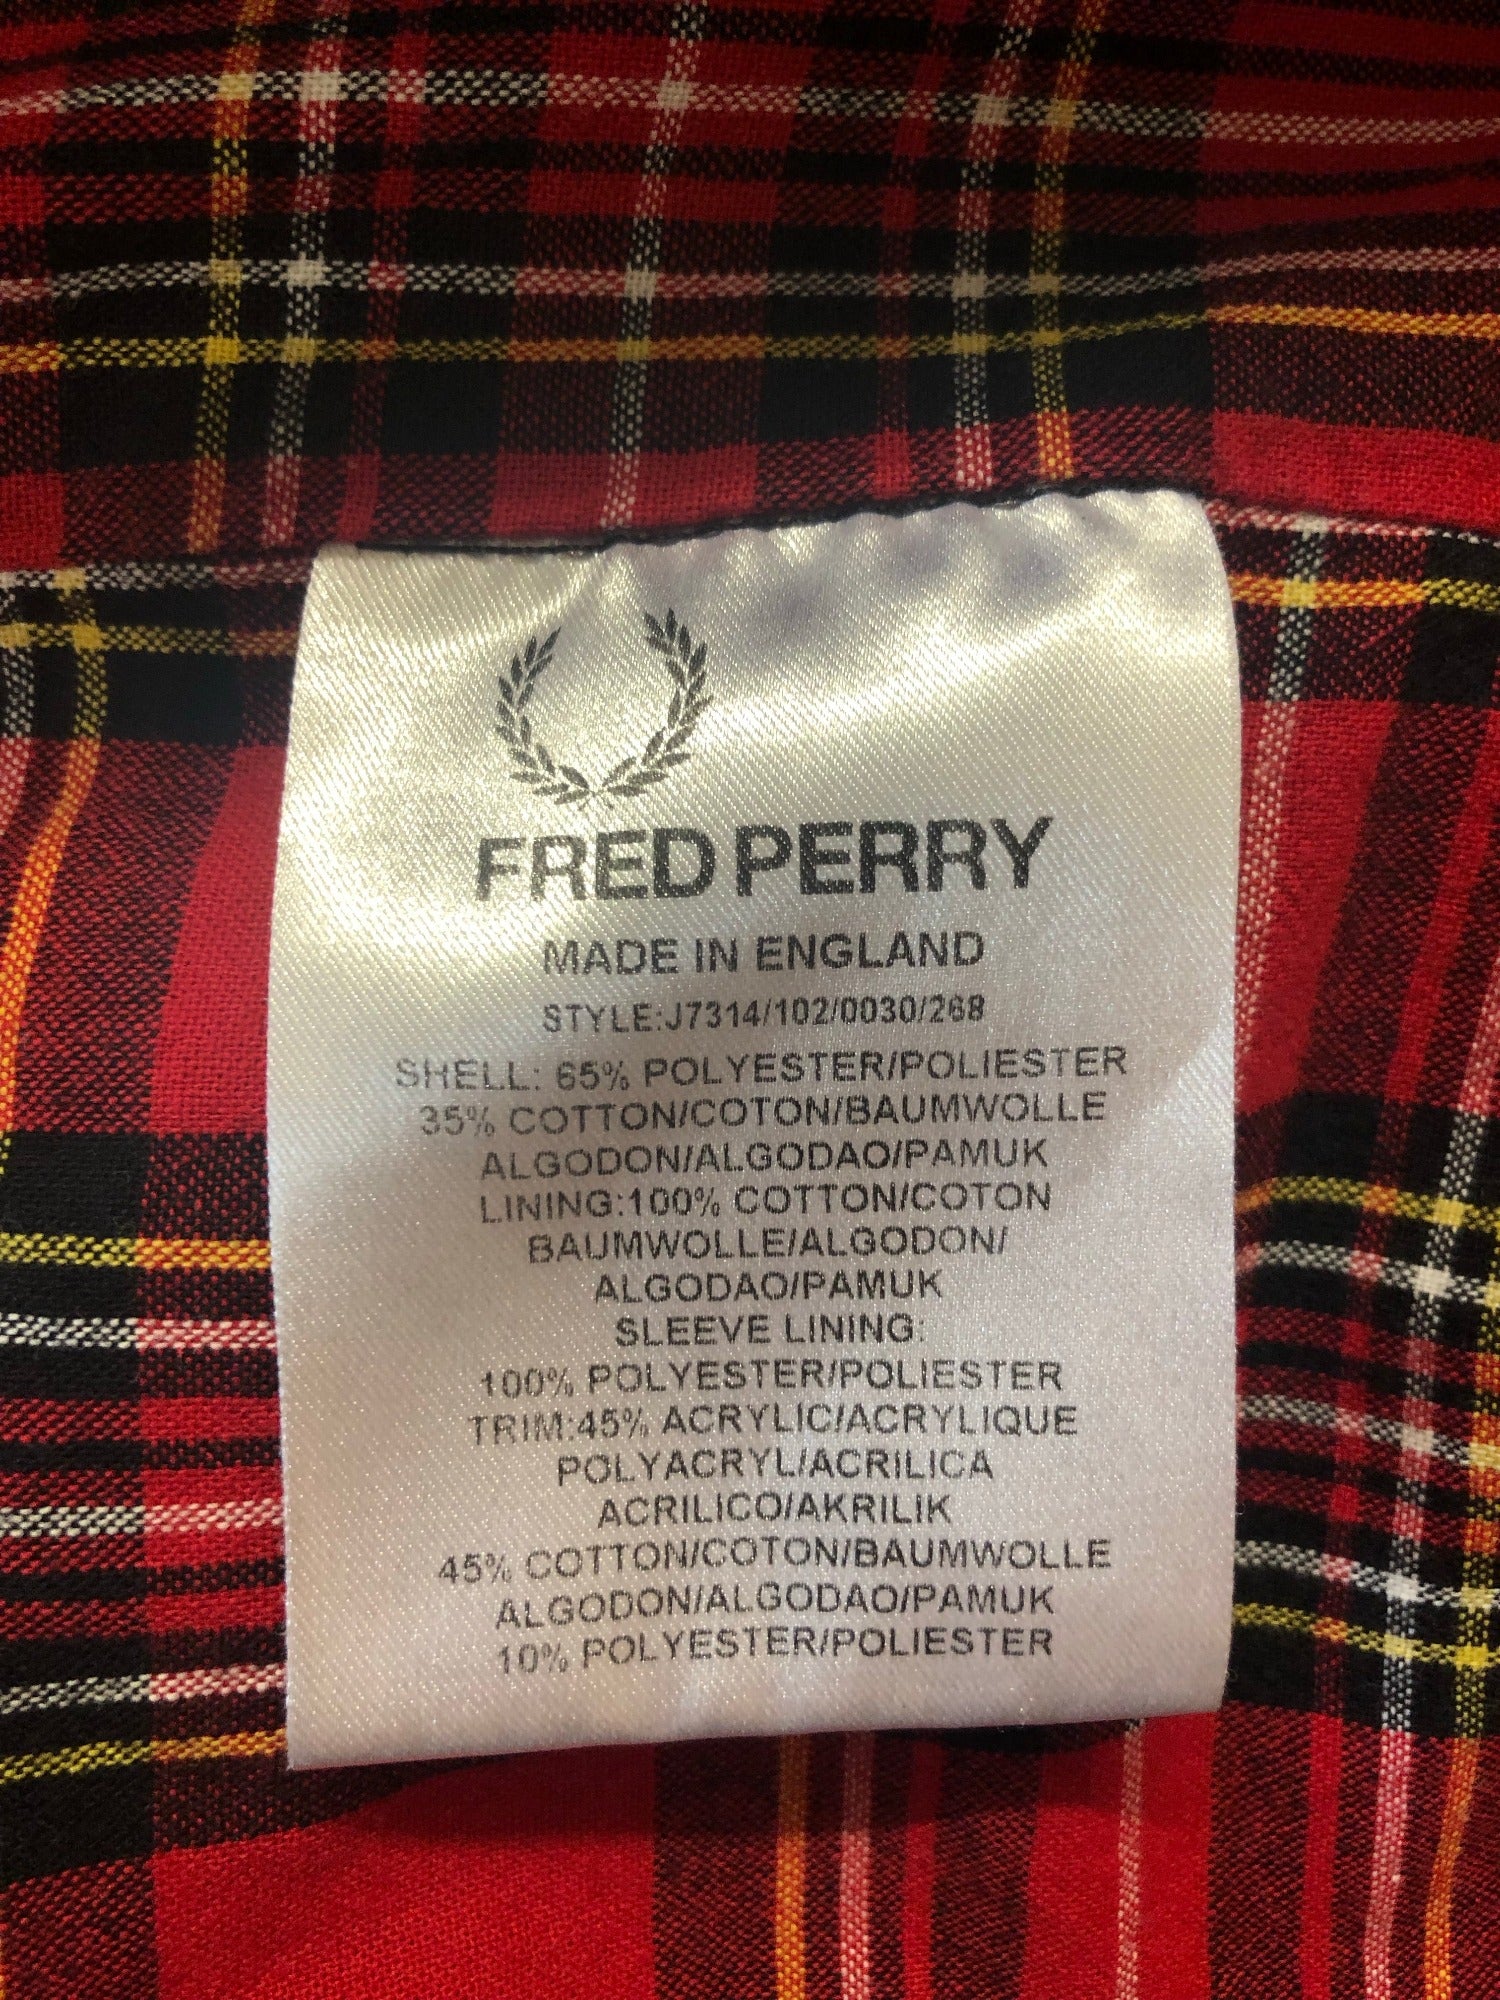 FRED PERRY
MADE IN ENGLAND
STYLE:J7314/102/0030/268
SHELL: 65% POLYESTER/POLIESTER
35% COTTON/COTON/BAUMWOLLE
ALGODON/ALGODAO/PAMUK
LINING:100% COTTON/COTON
BAUMWOLLE/ALGODON/
ALGODAO/PAMUK
SLEEVE LINING:
100% POLYESTER/POLIESTER
TRIM:45% ACRYLIC/ACRYLIQUE
POLYACRYL/ACRILICA
ACRILICO/AKRILIK
45% COTTON/COTON/BAUMWOLLE
ALGODON/ALGODAO/PAMUK
10% POLYESTER/POLIESTER